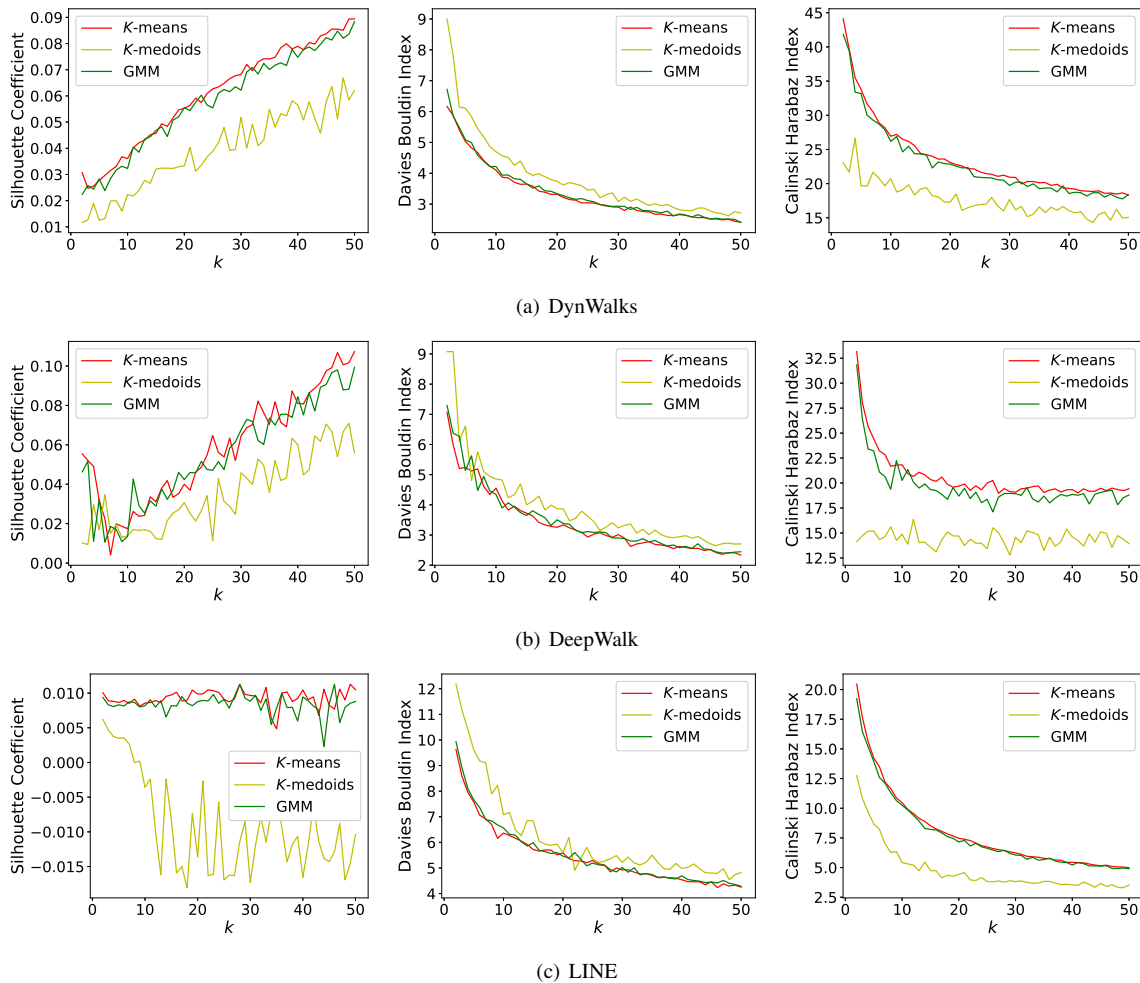 Silhouette Coefficient
0.09
0.08
0.07
0.06
0.05
0.04
0.03
0.02
0.01
K-means
K-medoids
GMM
0 10 20 30 40 50
k
Davies Bouldin Index
9
8
7
6
5
4
3
K-means
K-medoids
GMM
0 10 20 30 40 50
k
Calinski Harabaz Index
45
40
35
30
25
20
15
K-means
K-medoids
GMM
0 10 20 30 40 50
k
(a) DynWalks
Silhouette Coefficient
0.10
0.08
0.06
0.04
0.02
0.00
K-means
K-medoids
GMM
0 10 20 30 40 50
k
Davies Bouldin Index
9
8
7
6
5
4
3
2
K-means
K-medoids
GMM
0 10 20 30 40 50
k
Calinski Harabaz Index
32.5
30.0
27.5
25.0
22.5
20.0
17.5
15.0
12.5
K-means
K-medoids
GMM
0 10 20 30 40 50
k
(b) DeepWalk
Silhouette Coefficient
0.010
0.005
0.000
−0.005
−0.010
−0.015
K-means
K-medoids
GMM
0 10 20 30 40 50
k
Davies Bouldin Index
12
11
10
9
8
7
6
5
4
K-means
K-medoids
GMM
0 10 20 30 40 50
k
Calinski Harabaz Index
20.0
17.5
15.0
12.5
10.0
7.5
5.0
2.5
K-means
K-medoids
GMM
0 10 20 30 40 50
k
(c) LINE